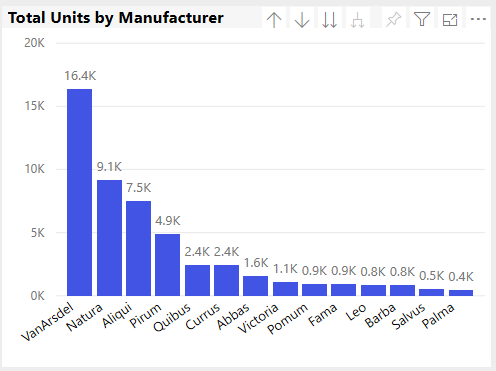 Total Units by Manufacturer
20K
15K
10K
5K
0K
16.4K
9.1K
7.5K
4.9K
2.4K
2.4K
1.6K
1.1K
0.9K
0.9K
0.8K
0.8K
0.5K
0.4K
VanArsdel
Natura
Aliqui
Pirum
Quibus
Currus
Abbas
Victoria
Pomum
Fama
Leo
Barba
Salvus
Palma